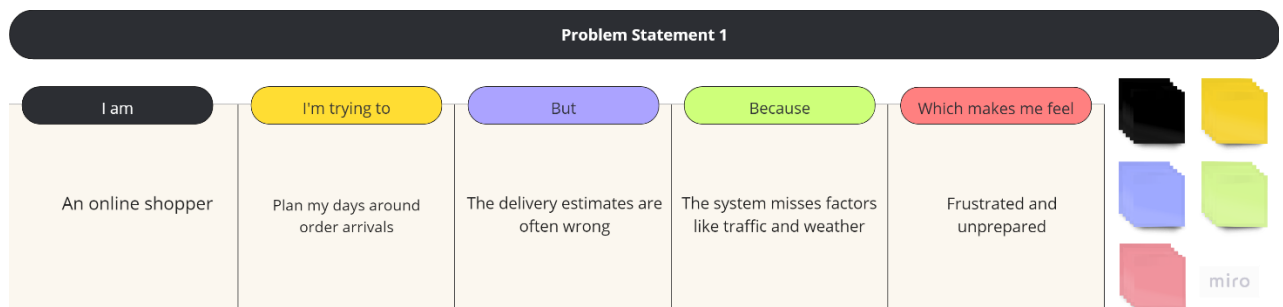 Problem Statement 1
I am
I'm trying to
But
Because
Which makes me feel
An online shopper
Plan my days around
order arrivals
The delivery estimates are
often wrong
The system misses factors
like traffic and weather
Frustrated and
unprepared
miro